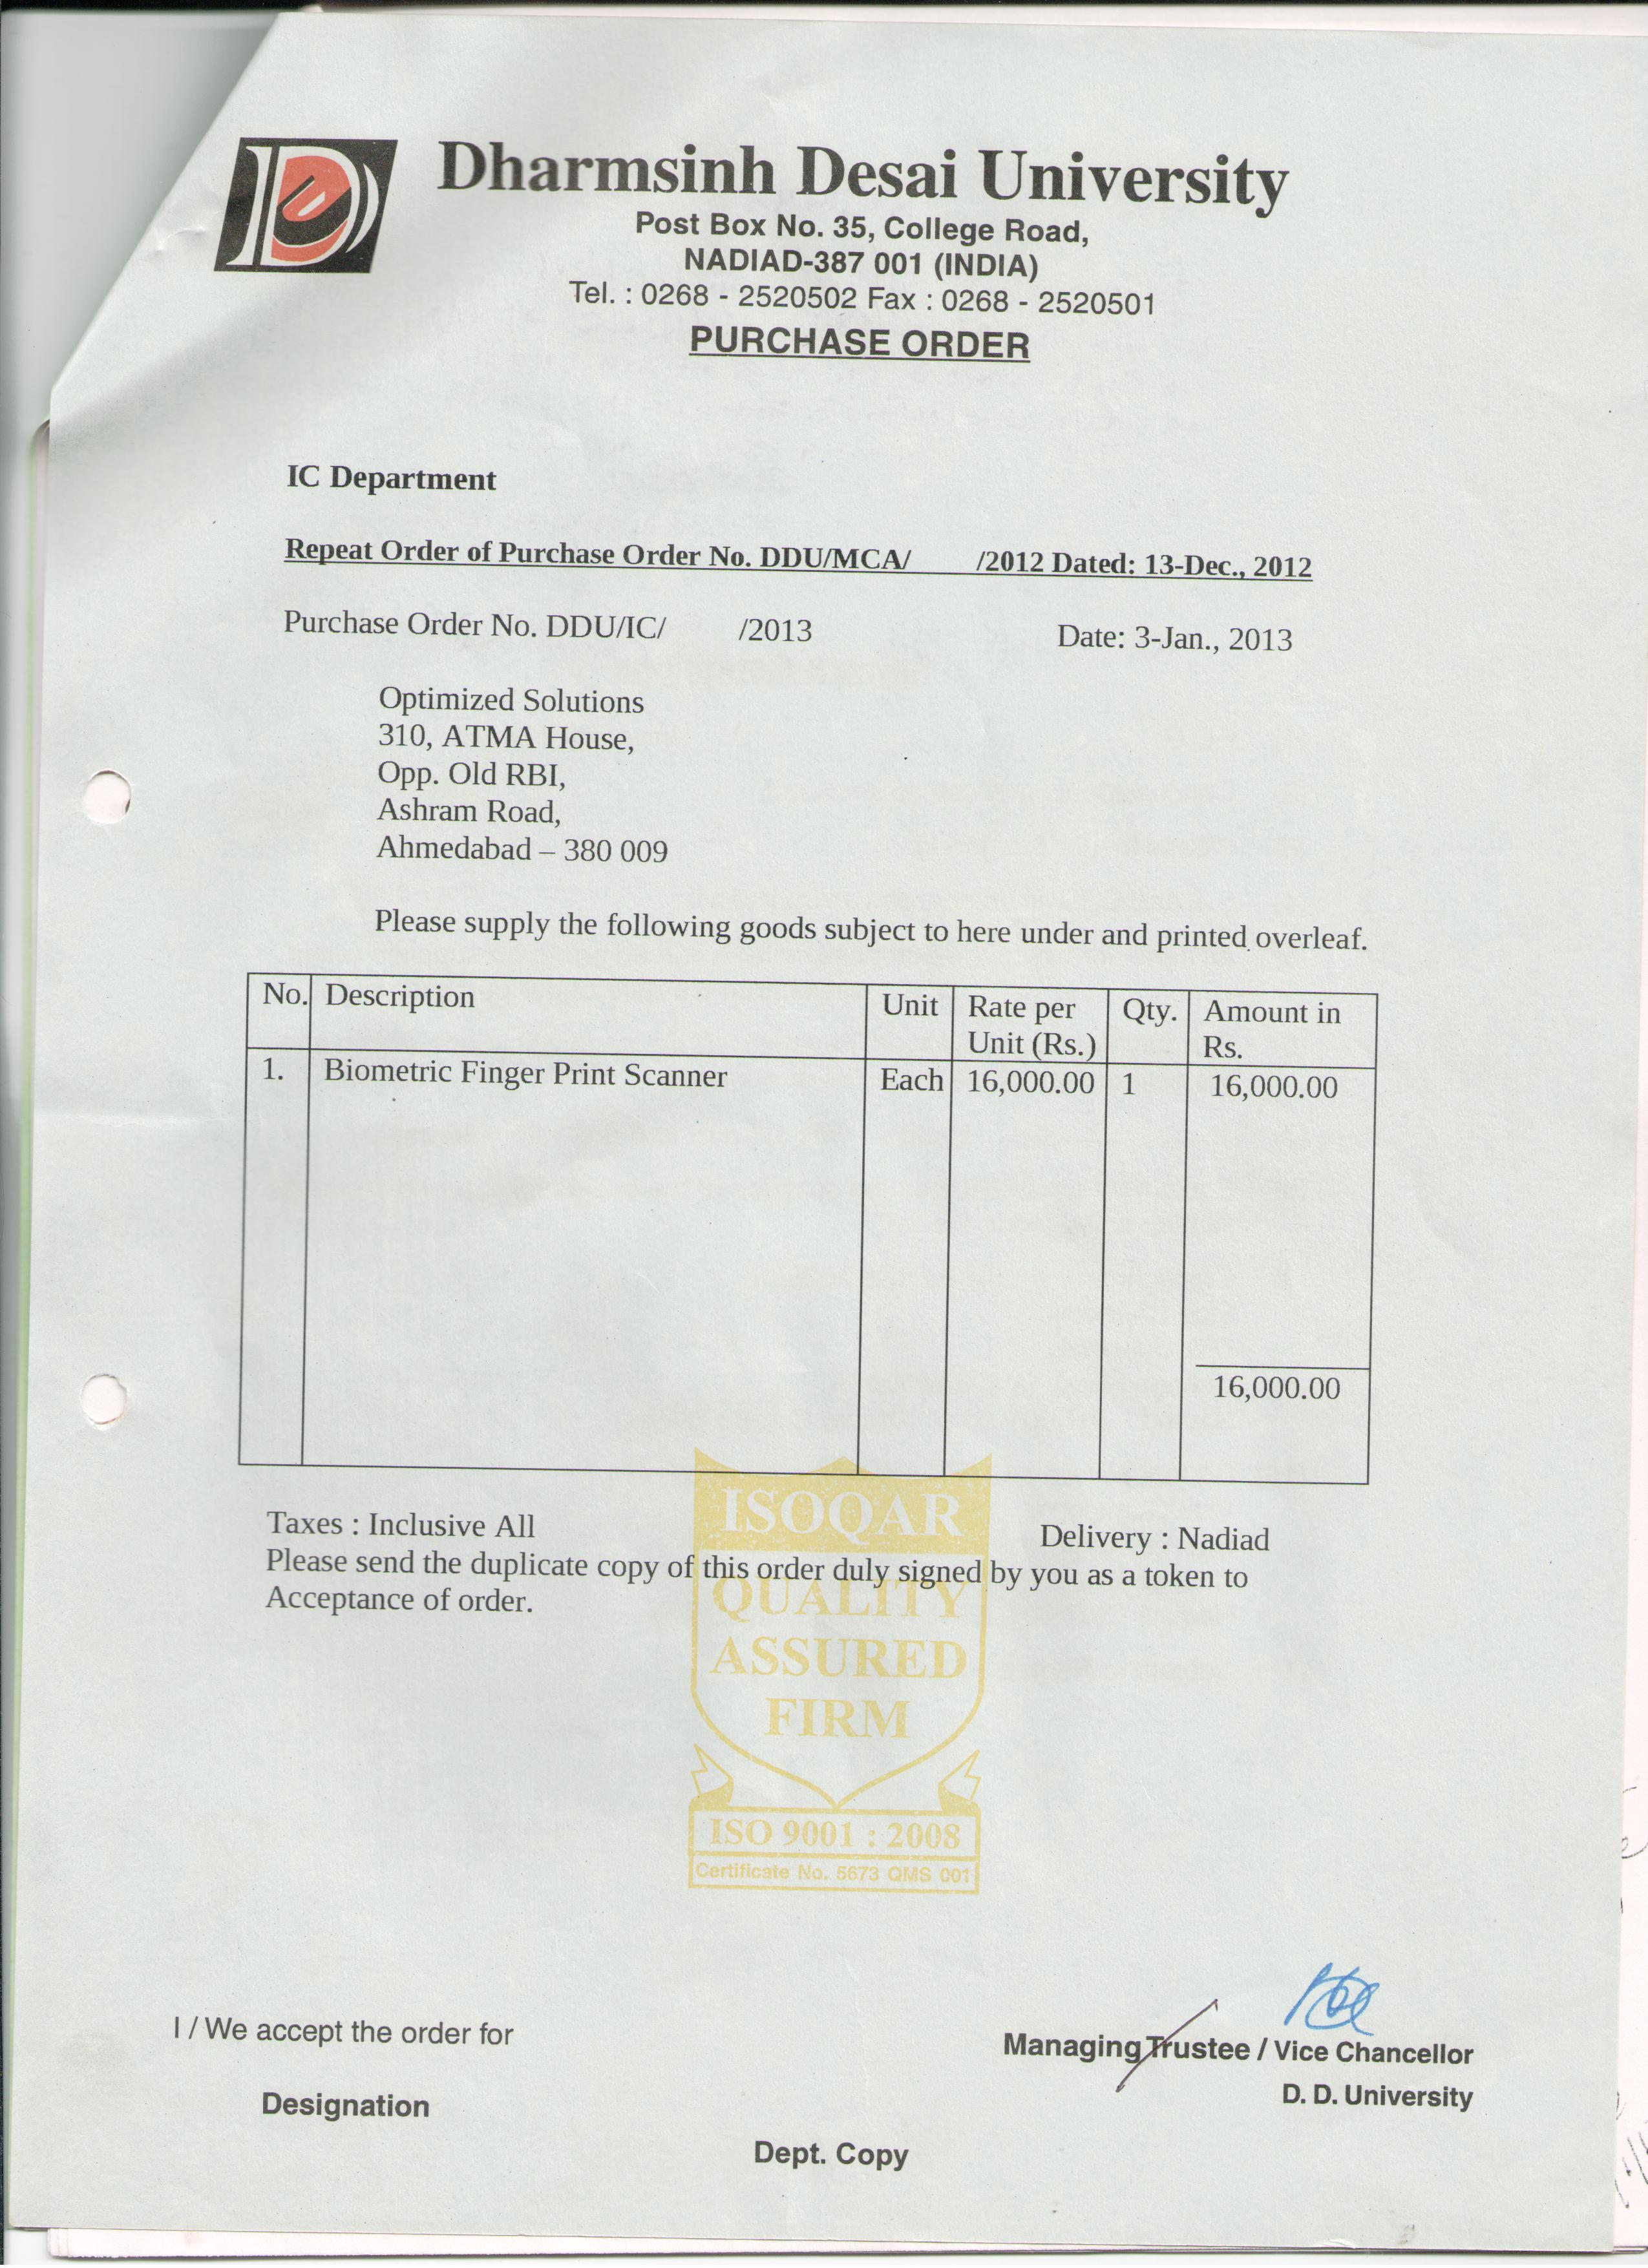 Dharmsinh Desai University
Post Box No. 35, College Road,
NADIAD-387 001 (INDIA)
Tel. : 0268 - 2520502 Fax : 0268 - 2520501
PURCHASE ORDER
IC Department
Repeat Order of Purchase Order No. DDU/MCA/ /2012 Dated: 13-Dec., 2012
Purchase Order No. DDU/IC/ /2013 Date: 3-Jan., 2013
Optimized Solutions
310, ATMA House,
Opp. Old RBI,
Ashram Road,
Ahmedabad – 380 009
Please supply the following goods subject to here under and printed overleaf.
No. Description Unit Rate per Unit (Rs.) Qty. Amount in Rs.
1. Biometric Finger Print Scanner Each 16,000.00 1 16,000.00
16,000.00
Taxes : Inclusive All Delivery : Nadiad
Please send the duplicate copy of this order duly signed by you as a token to
Acceptance of order.
ISOQAR
QUALITY
ASSURED
FIRM
ISO 9001 : 2008
Certificate No. 5673 QMS 001
I / We accept the order for
Designation
Managing Trustee / Vice Chancellor
D. D. University
Dept. Copy